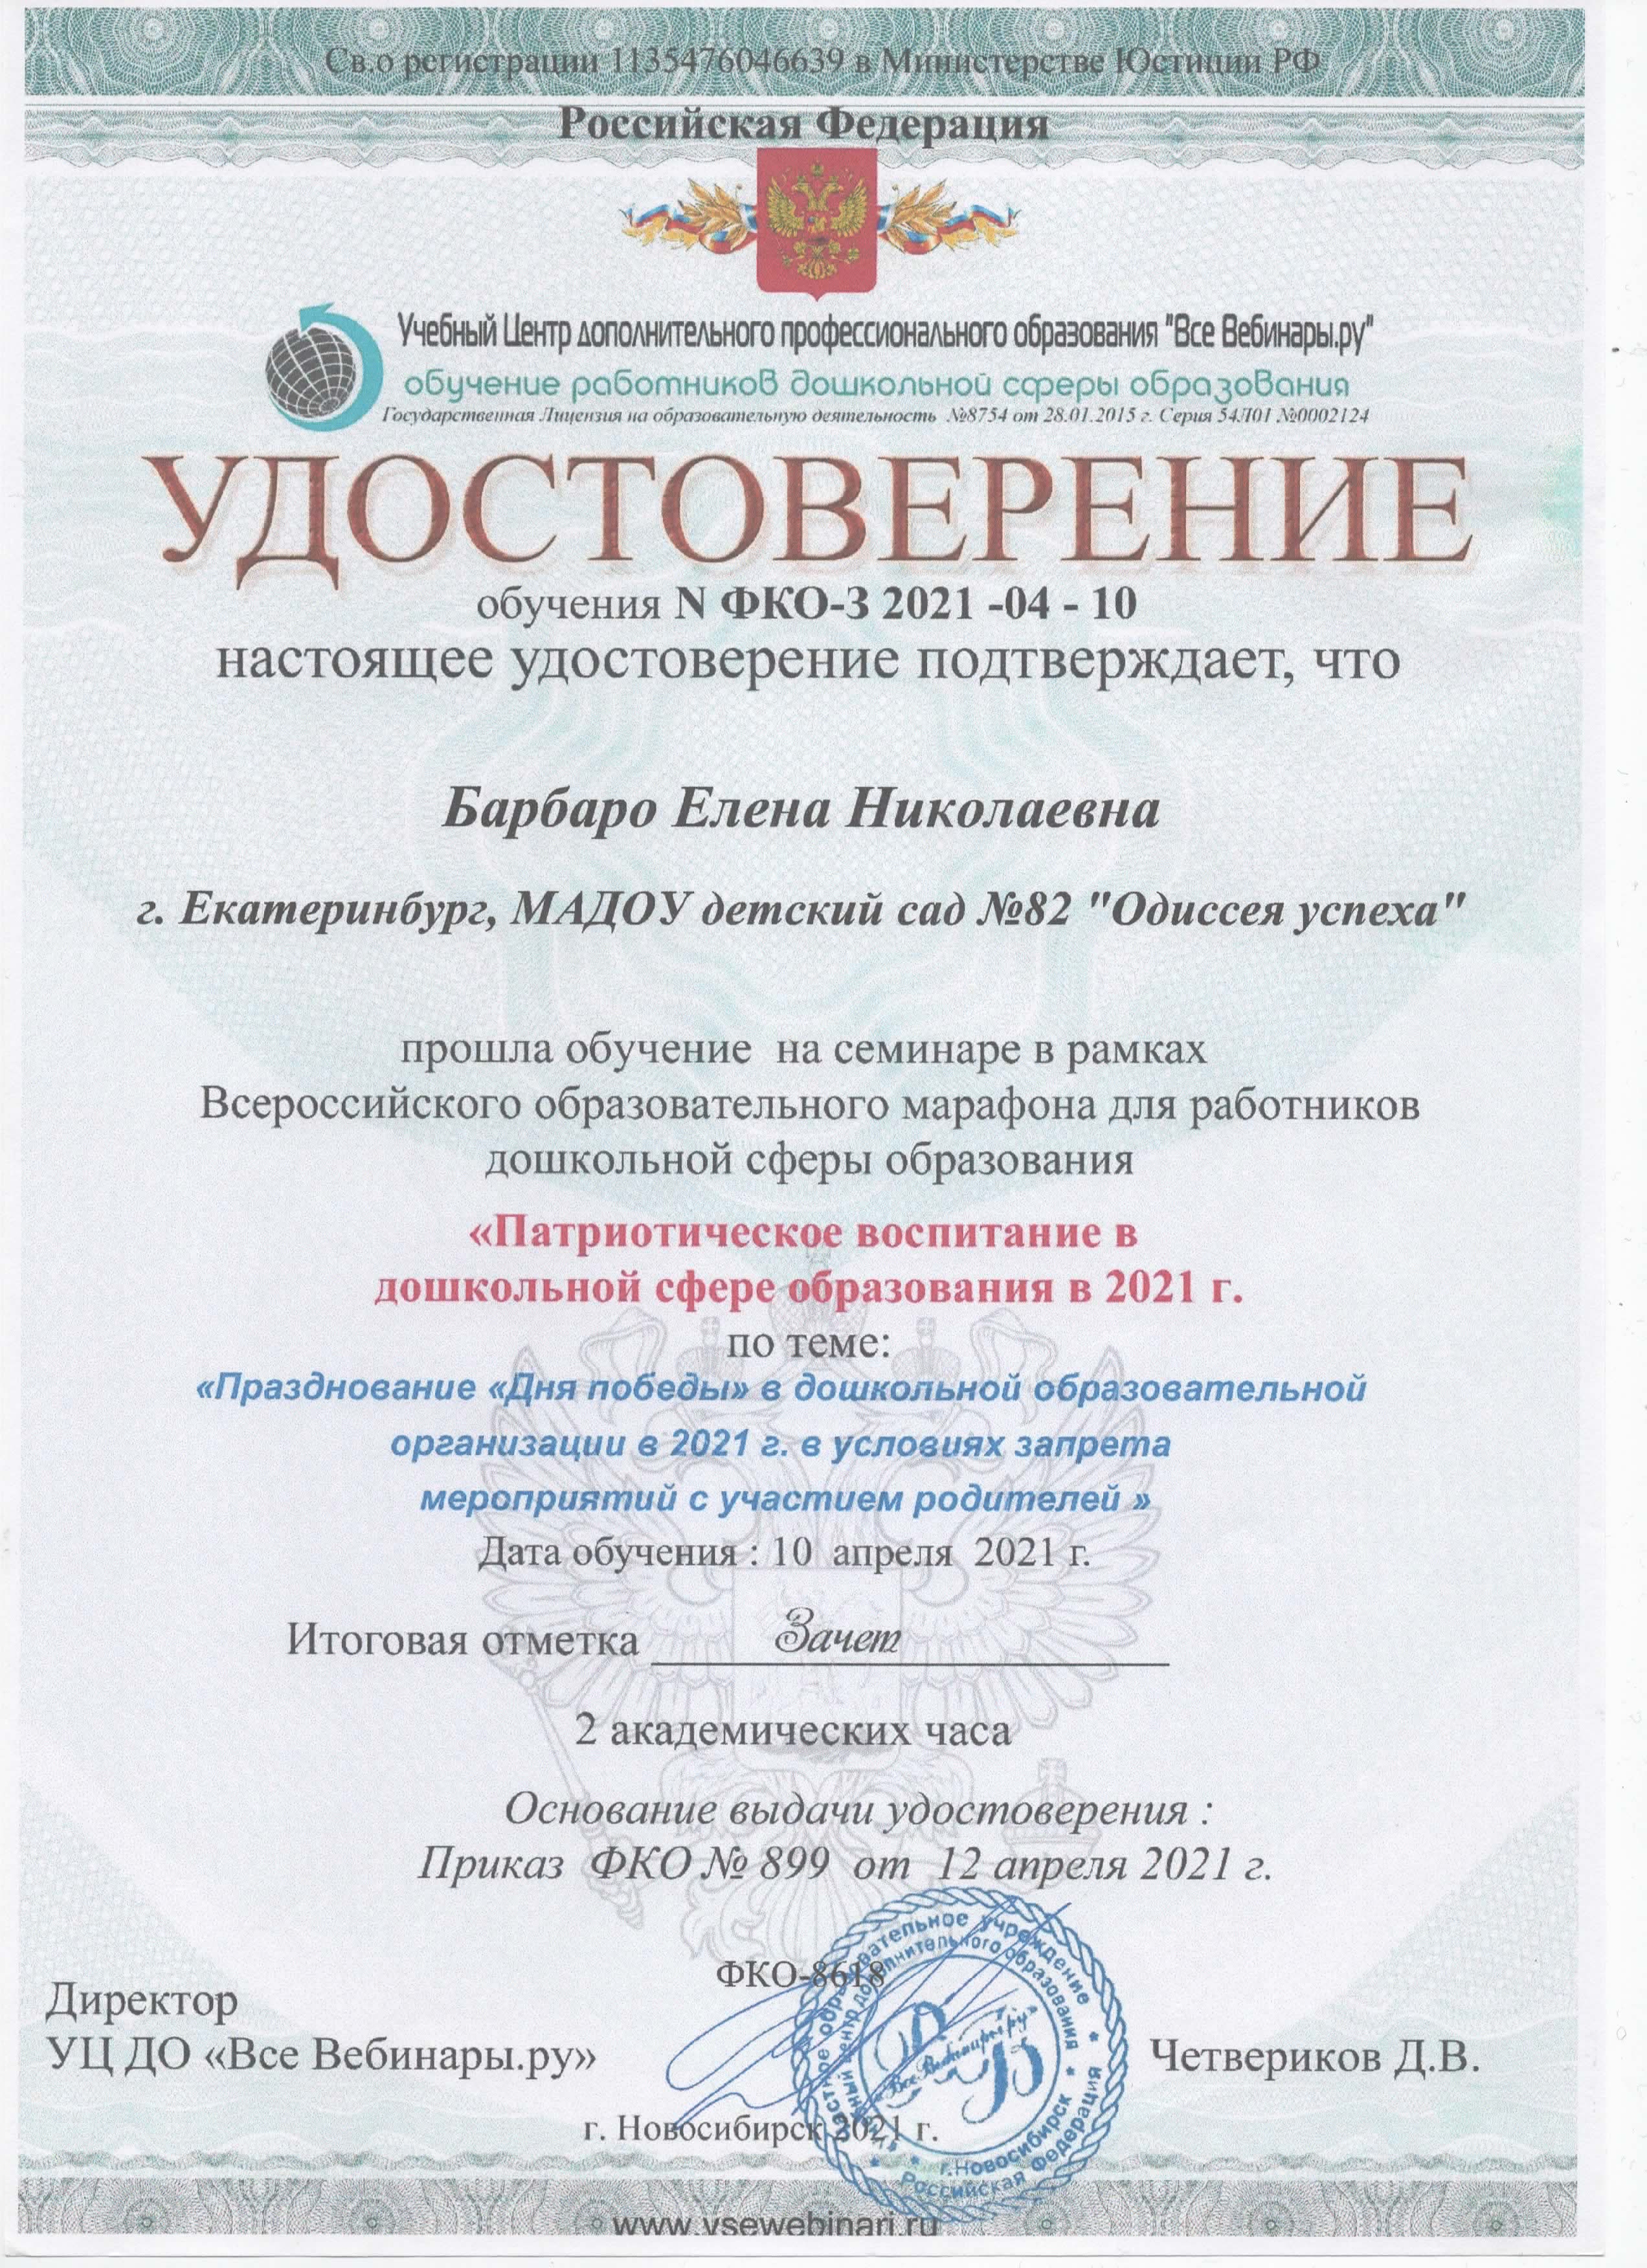 Св.о регистрации 1135476046639 в Министерстве Юстиции РФ
Российская Федерация
Учебный Центр дополнительного профессионального образования "Все Вебинары.ру"
обучение работников дошкольной сферы образования
Государственная Лицензия на образовательную деятельность №8754 от 28.01.2015 г. Серия 54Л01 №0002124
УДОСТОВЕРЕНИЕ
обучения N ФКО-З 2021 -04 - 10
настоящее удостоверение подтверждает, что
Барбаро Елена Николаевна
г. Екатеринбург, МАДОУ детский сад №82 "Одиссея успеха"
прошла обучение на семинаре в рамках
Всероссийского образовательного марафона для работников
дошкольной сферы образования
«Патриотическое воспитание в
дошкольной сфере образования в 2021 г.
по теме:
«Празднование «Дня победы» в дошкольной образовательной
организации в 2021 г. в условиях запрета
мероприятий с участием родителей »
Дата обучения : 10 апреля 2021 г.
Итоговая отметка Зачет
2 академических часа
Основание выдачи удостоверения :
Приказ ФКО № 899 от 12 апреля 2021 г.
ФКО-8618
Директор
УЦ ДО «Все Вебинары.ру»
Четвериков Д.В.
г. Новосибирск 2021 г.
образовательное учреждение
центр дополнительного образования
Все Вебинары.ру
г.Новосибирск
Российская Федерация
www.vsewebinari.ru